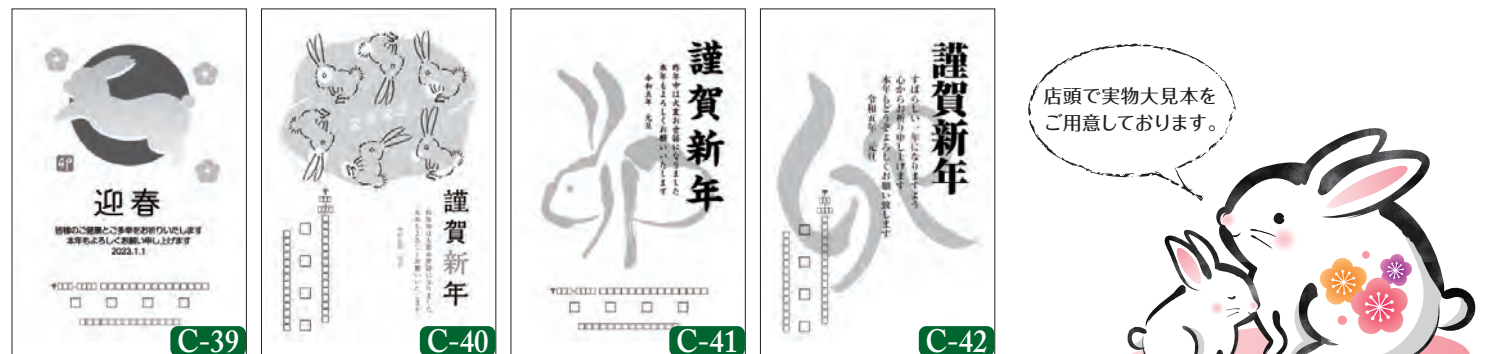 迎春
皆様のご健康とご多幸をお祈りいたします
本年もよろしくお願い申し上げます
2023.1.1
C-39
謹賀新年
C-40
謹賀新年
昨年中は大変お世話になりました
本年もよろしくお願いいたします
令和五年 元旦
C-41
謹賀新年
すばらしい一年になりますよう
心からお祈り申し上げます
本年もどうぞよろしくお願い致します
令和五年 元旦
C-42
店頭で実物大見本を
ご用意しております。